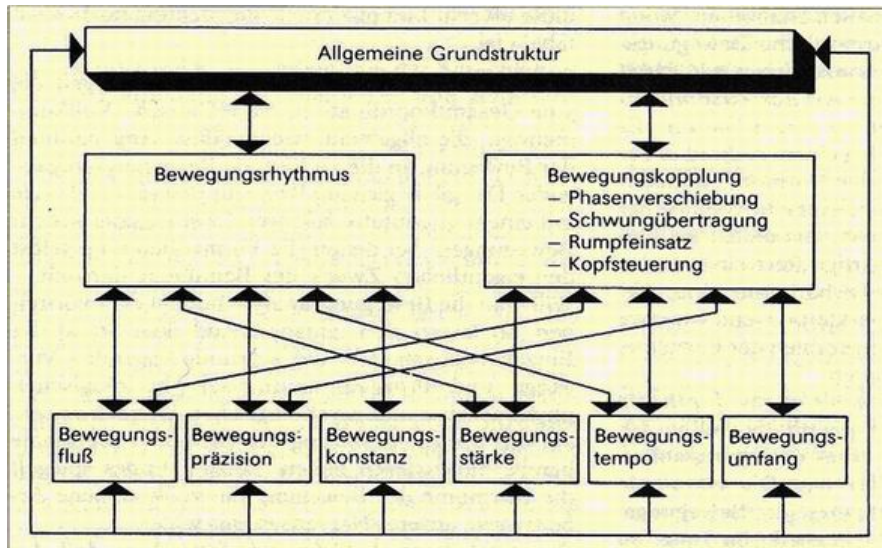 Allgemeine Grundstruktur
Bewegungsrhythmus
Bewegungskopplung
– Phasenverschiebung
– Schwungübertragung
– Rumpfeinsatz
Kopfsteuerung
Bewegungs-
fluß
Bewegungs-
präzision
Bewegungs-
konstanz
Bewegungs-
stärke
Bewegungs-
tempo
Bewegungs-
umfang